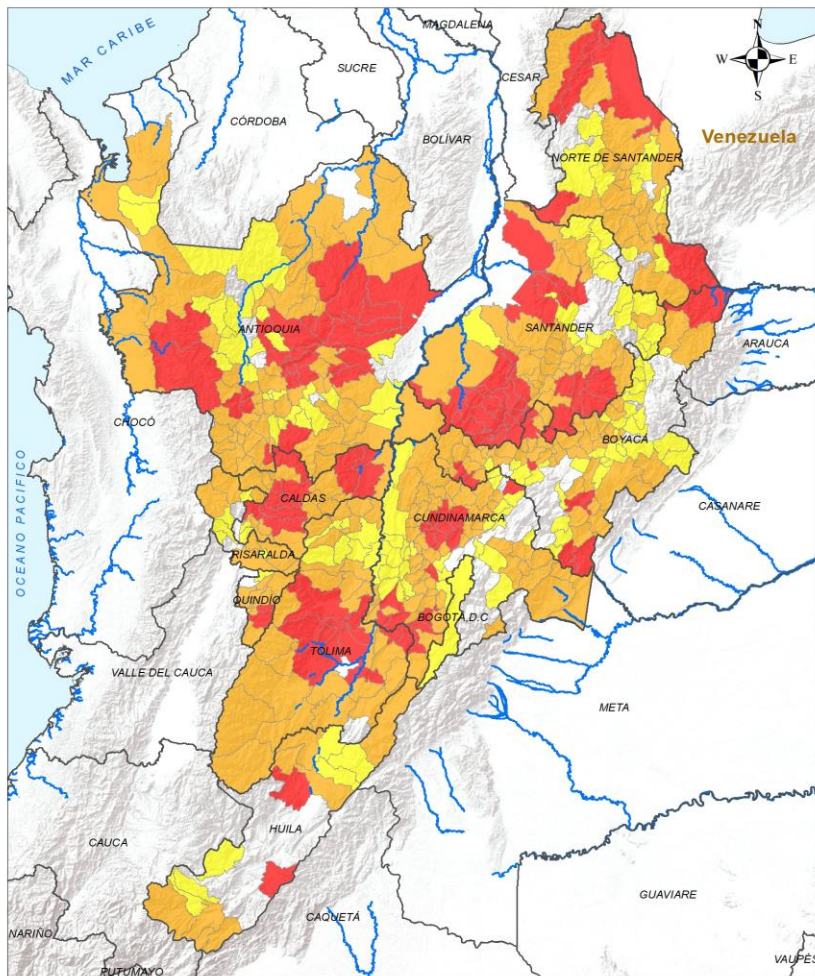 MAGDALENA
N
W
E
S
MAR CARIBE
SUCRE
CESAR
CÓRDOBA
BOLÍVAR
Venezuela
NORTE DE SANTANDER
ANTIOQUIA
SANTANDER
ARAUCA
CHOCÓ
BOYACÁ
OCEANO PACIFICO
CALDAS
CUNDINAMARCA
CASANARE
RISARALDA
QUINDÍO
BOGOTÁ, D.C
TOLIMA
VALLE DEL CAUCA
META
HUILA
CAUCA
GUAVIARE
CAQUETÁ
NARIÑO
PUTUMAYO
VAUPÉS